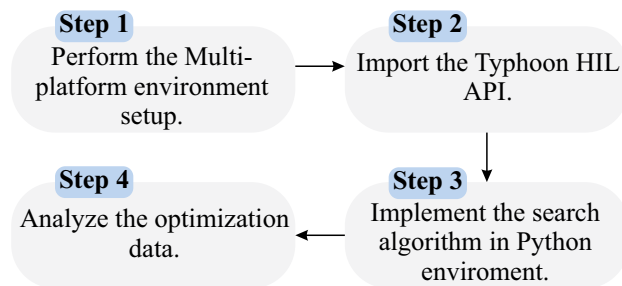 Step 1
Perform the Multi-
platform environment
setup.
Step 2
Import the Typhoon HIL
API.
Step 3
Implement the search
algorithm in Python
enviroment.
Step 4
Analyze the optimization
data.